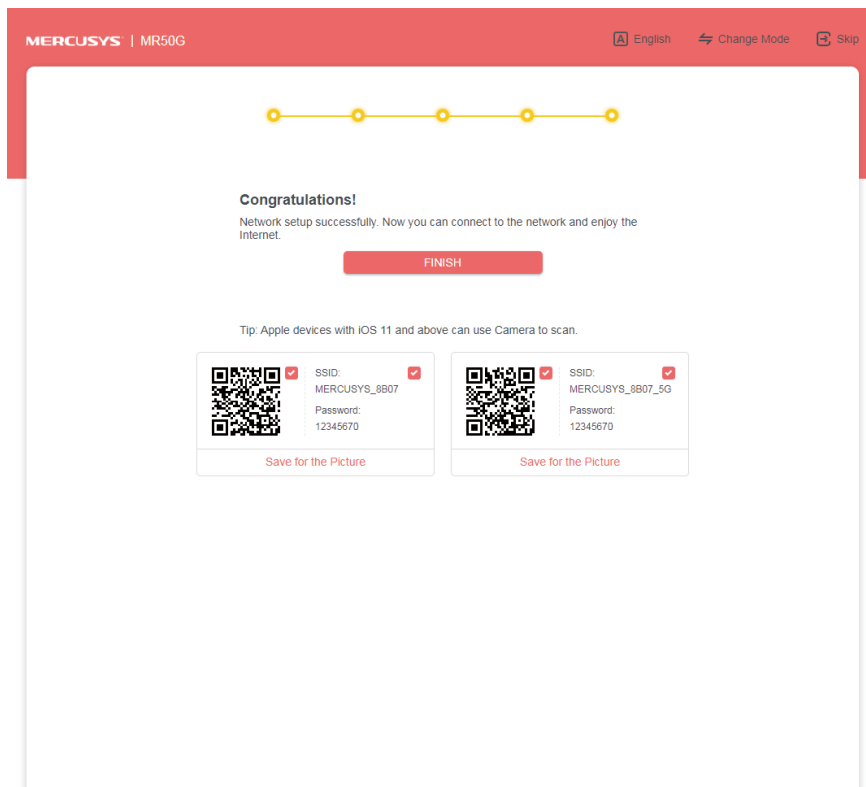 MERCUSYS | MR50G
A English
Change Mode
Skip
Congratulations!
Network setup successfully. Now you can connect to the network and enjoy the
Internet.
FINISH
Tip: Apple devices with iOS 11 and above can use Camera to scan.
SSID:
MERCUSYS_8B07
Password:
12345670
Save for the Picture
SSID:
MERCUSYS_8B07_5G
Password:
12345670
Save for the Picture